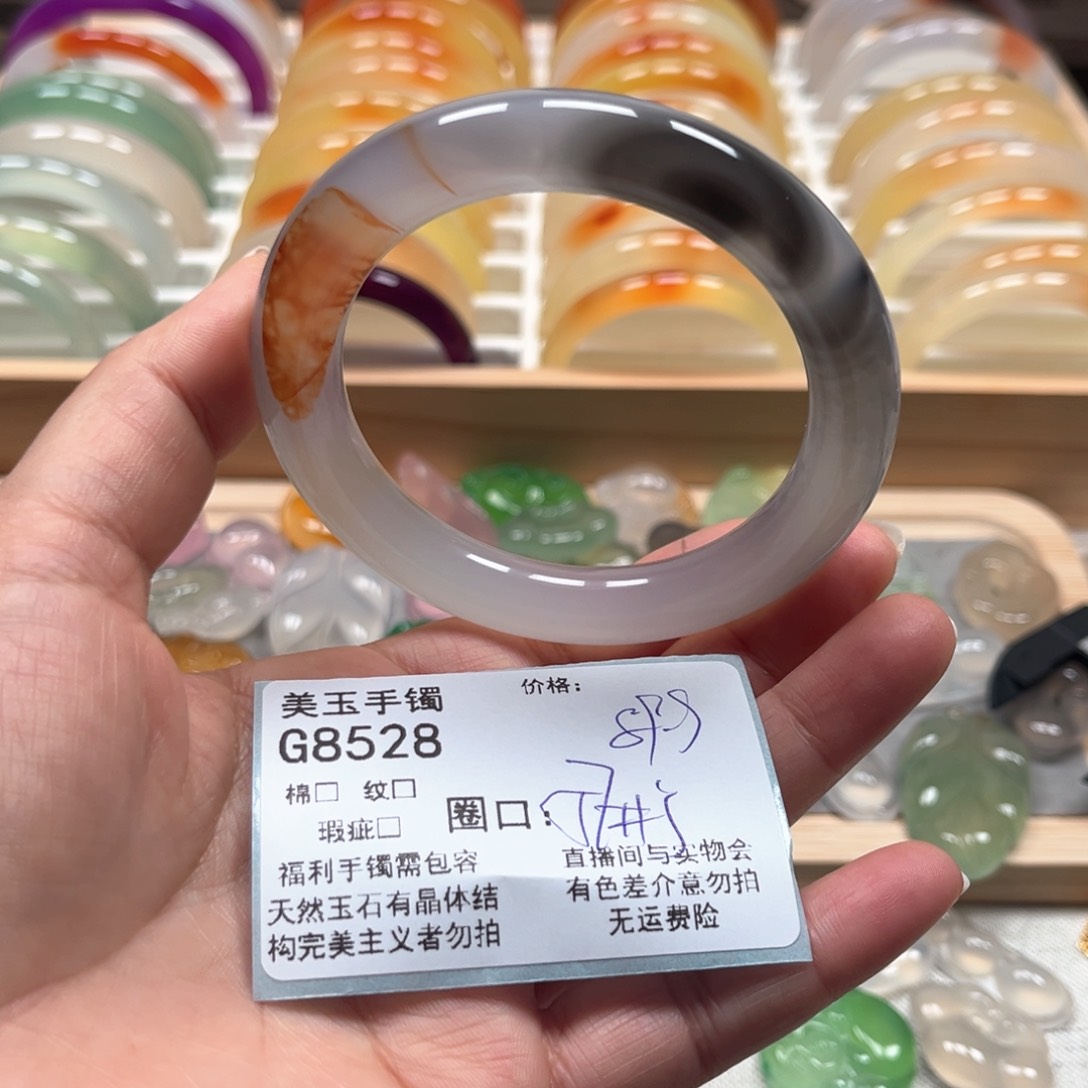 美玉手镯
价格:
G8528
棉□ 纹□
瑕疵□
圈口:
福利手镯需包容
天然玉石有晶体结
构完美主义者勿拍
直播间与实物会
有色差介意勿拍
无运费险